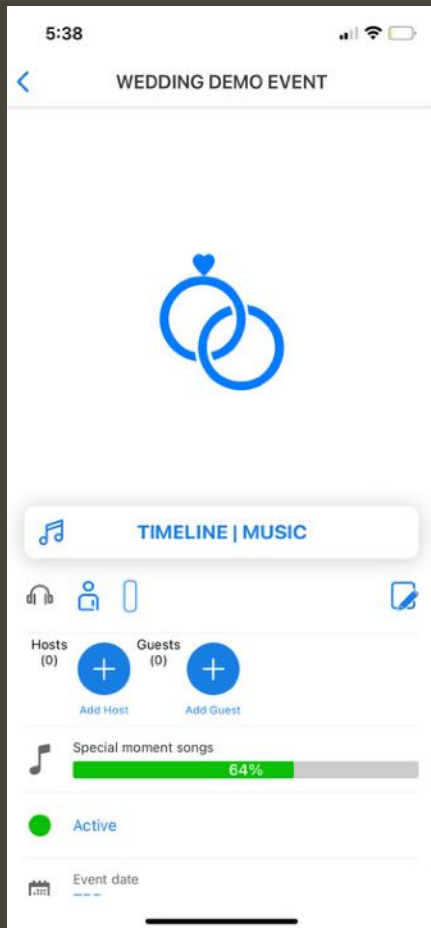 5:38
WEDDING DEMO EVENT
TIMELINE | MUSIC
Hosts
(0)
Guests
(0)
Add Host
Add Guest
Special moment songs
64%
Active
Event date